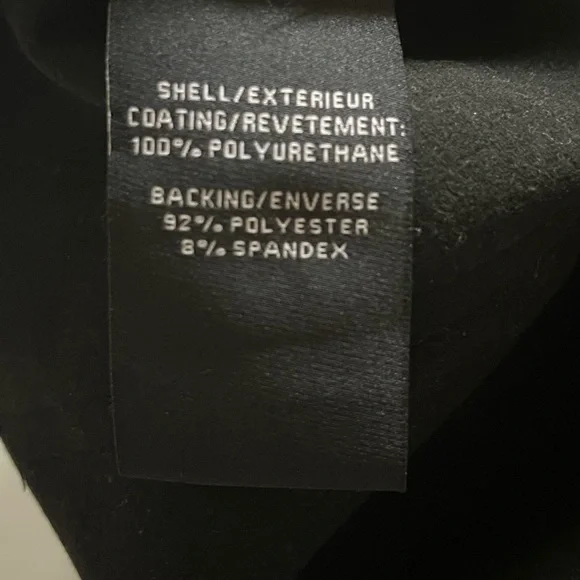 SHELL/EXTERIEUR
COATING/REVETEMENT:
100% POLYURETHANE
BACKING/ENVERSE
92% POLYESTER
8% SPANDEX